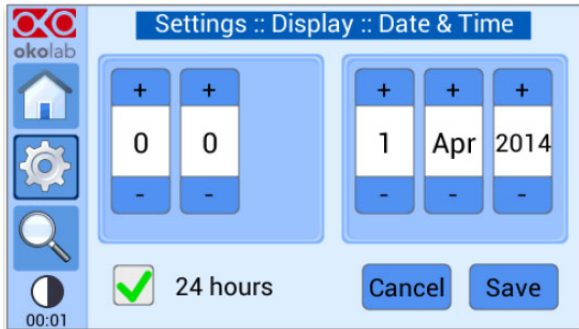 Settings :: Display :: Date & Time
okolab
+ + + + +
0 0 1 Apr 2014
- - - - -
24 hours Cancel Save
00:01